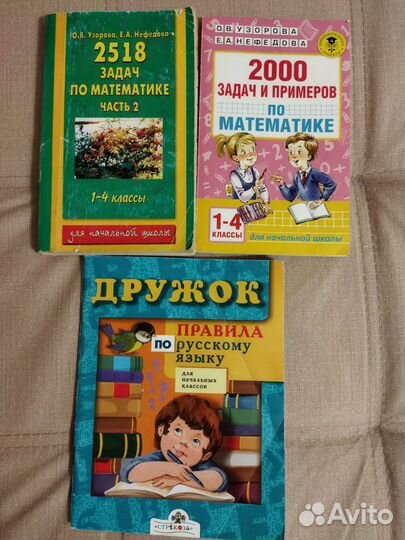 О.В. Узорова, Е.А. Нефедова
2518
ЗАДАЧ
ПО МАТЕМАТИКЕ
ЧАСТЬ 2
1-4 классы
для начальной школы
О.В. УЗОРОВА
Е.А. НЕФЁДОВА
2000
ЗАДАЧ И ПРИМЕРОВ
ПО
МАТЕМАТИКЕ
1-4
КЛАССЫ
для начальной школы
ДРУЖОК
ПРАВИЛА
по русскому
языку
для
начальных
классов
«СТРЕКОЗА»
Avito